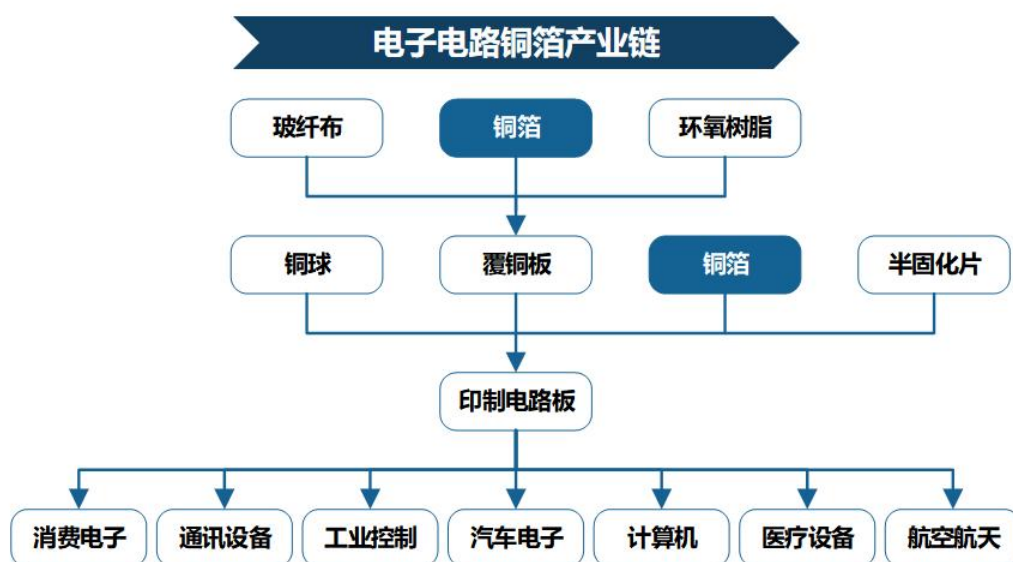 电子电路铜箔产业链
玻纤布
铜箔
环氧树脂
铜球
覆铜板
铜箔
半固化片
印制电路板
消费电子
通讯设备
工业控制
汽车电子
计算机
医疗设备
航空航天